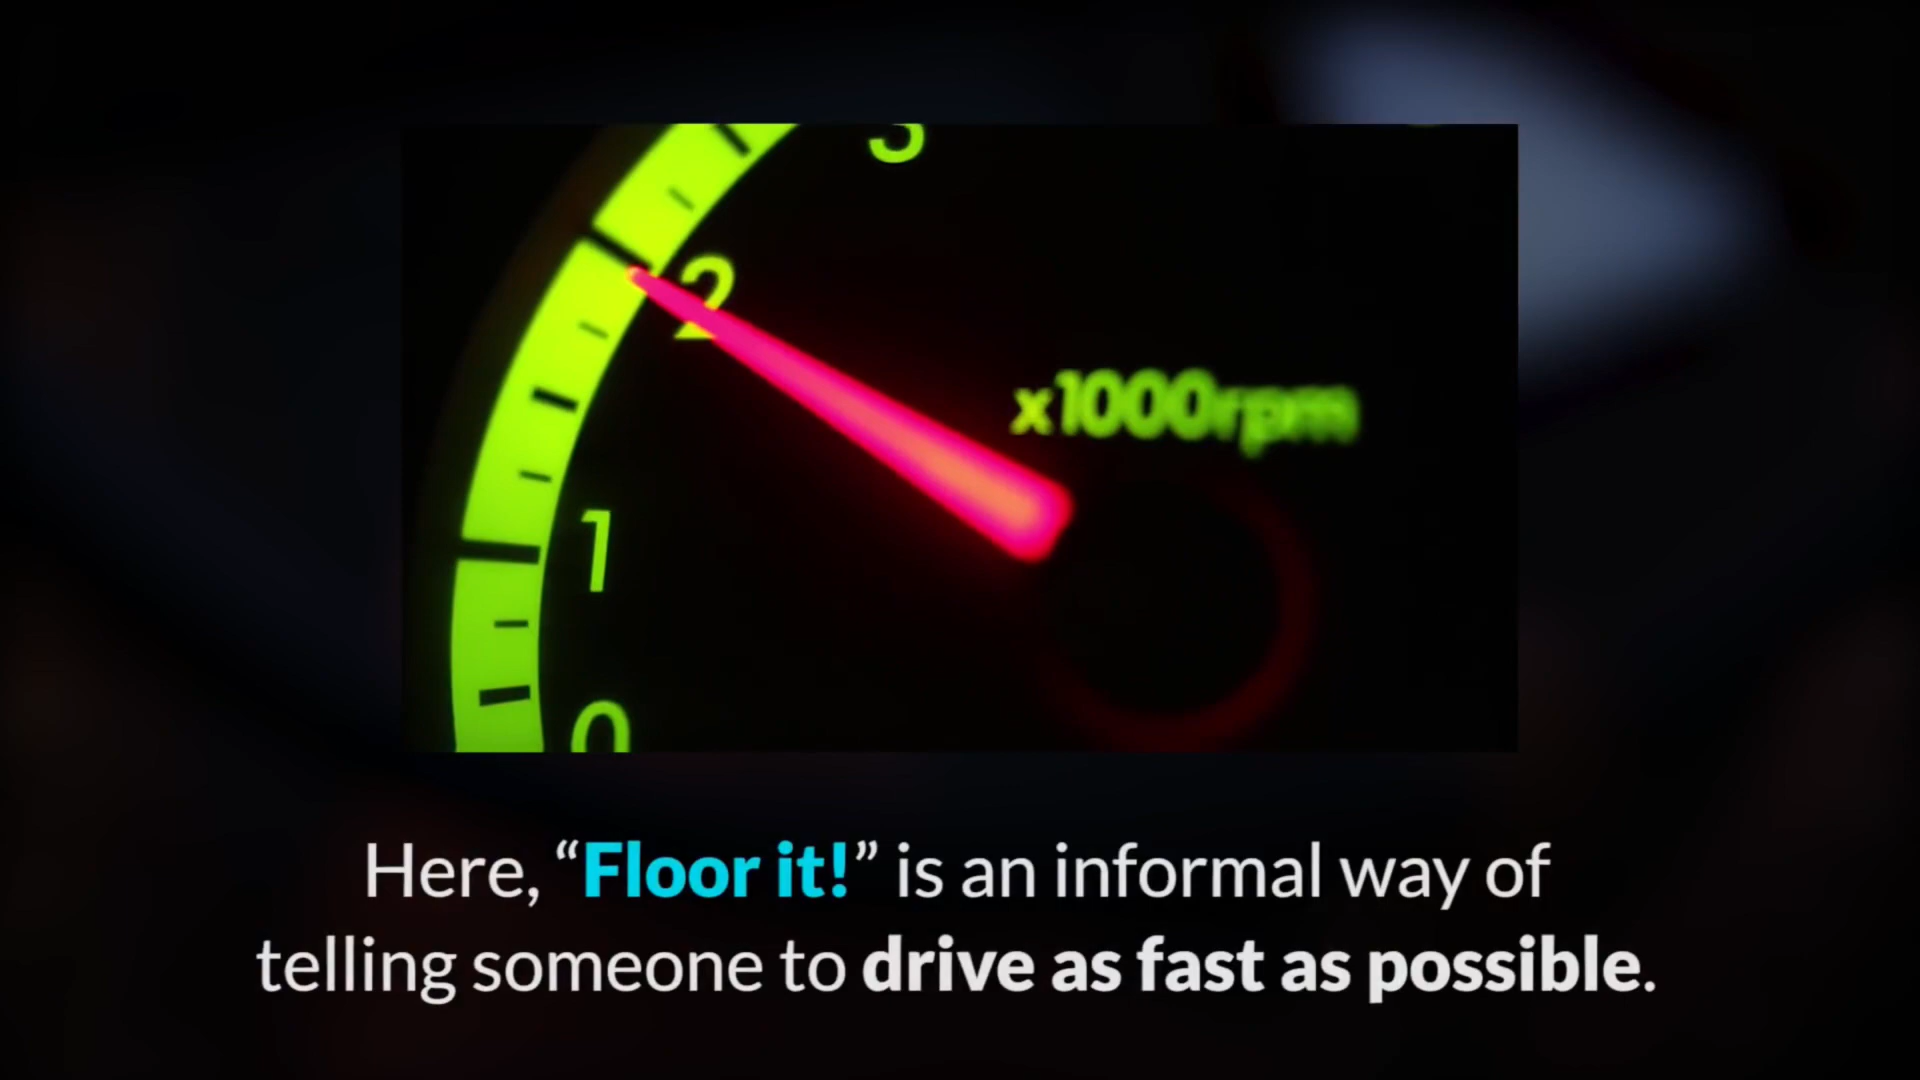 3
2
x1000rpm
1
0
Here, “Floor it!” is an informal way of
telling someone to drive as fast as possible.